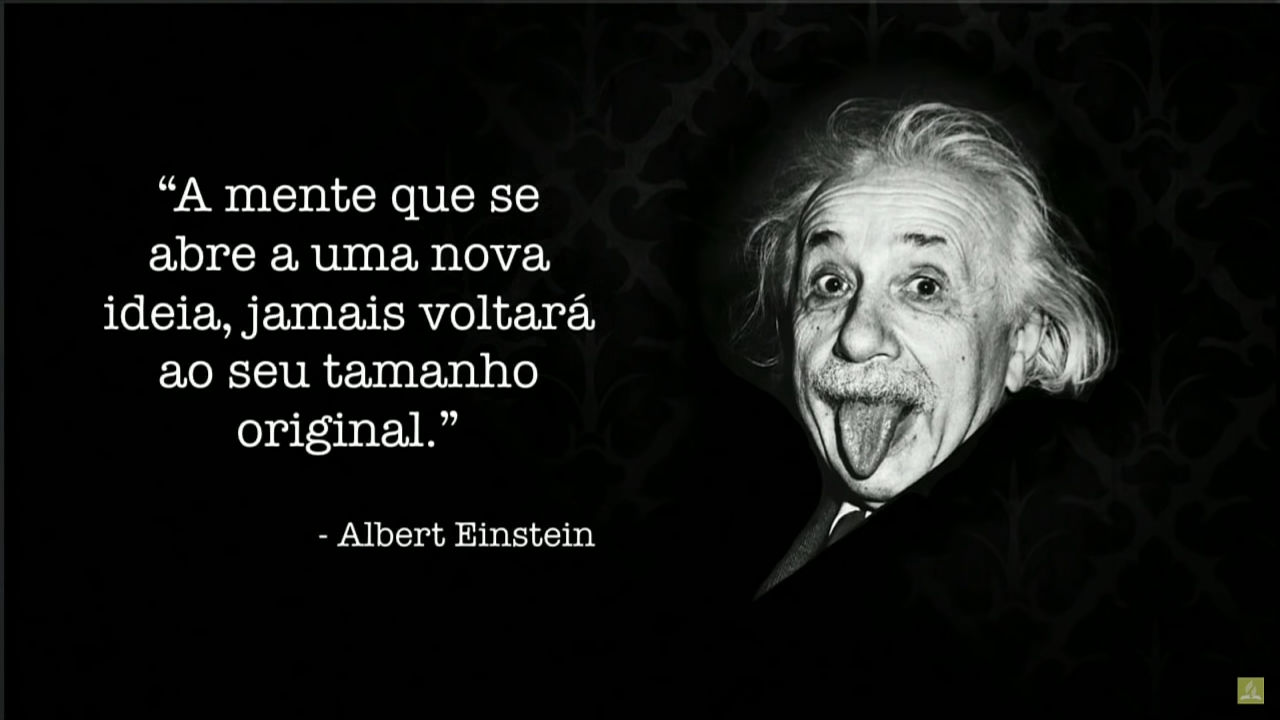 “A mente que se
abre a uma nova
ideia, jamais voltará
ao seu tamanho
original.”
- Albert Einstein